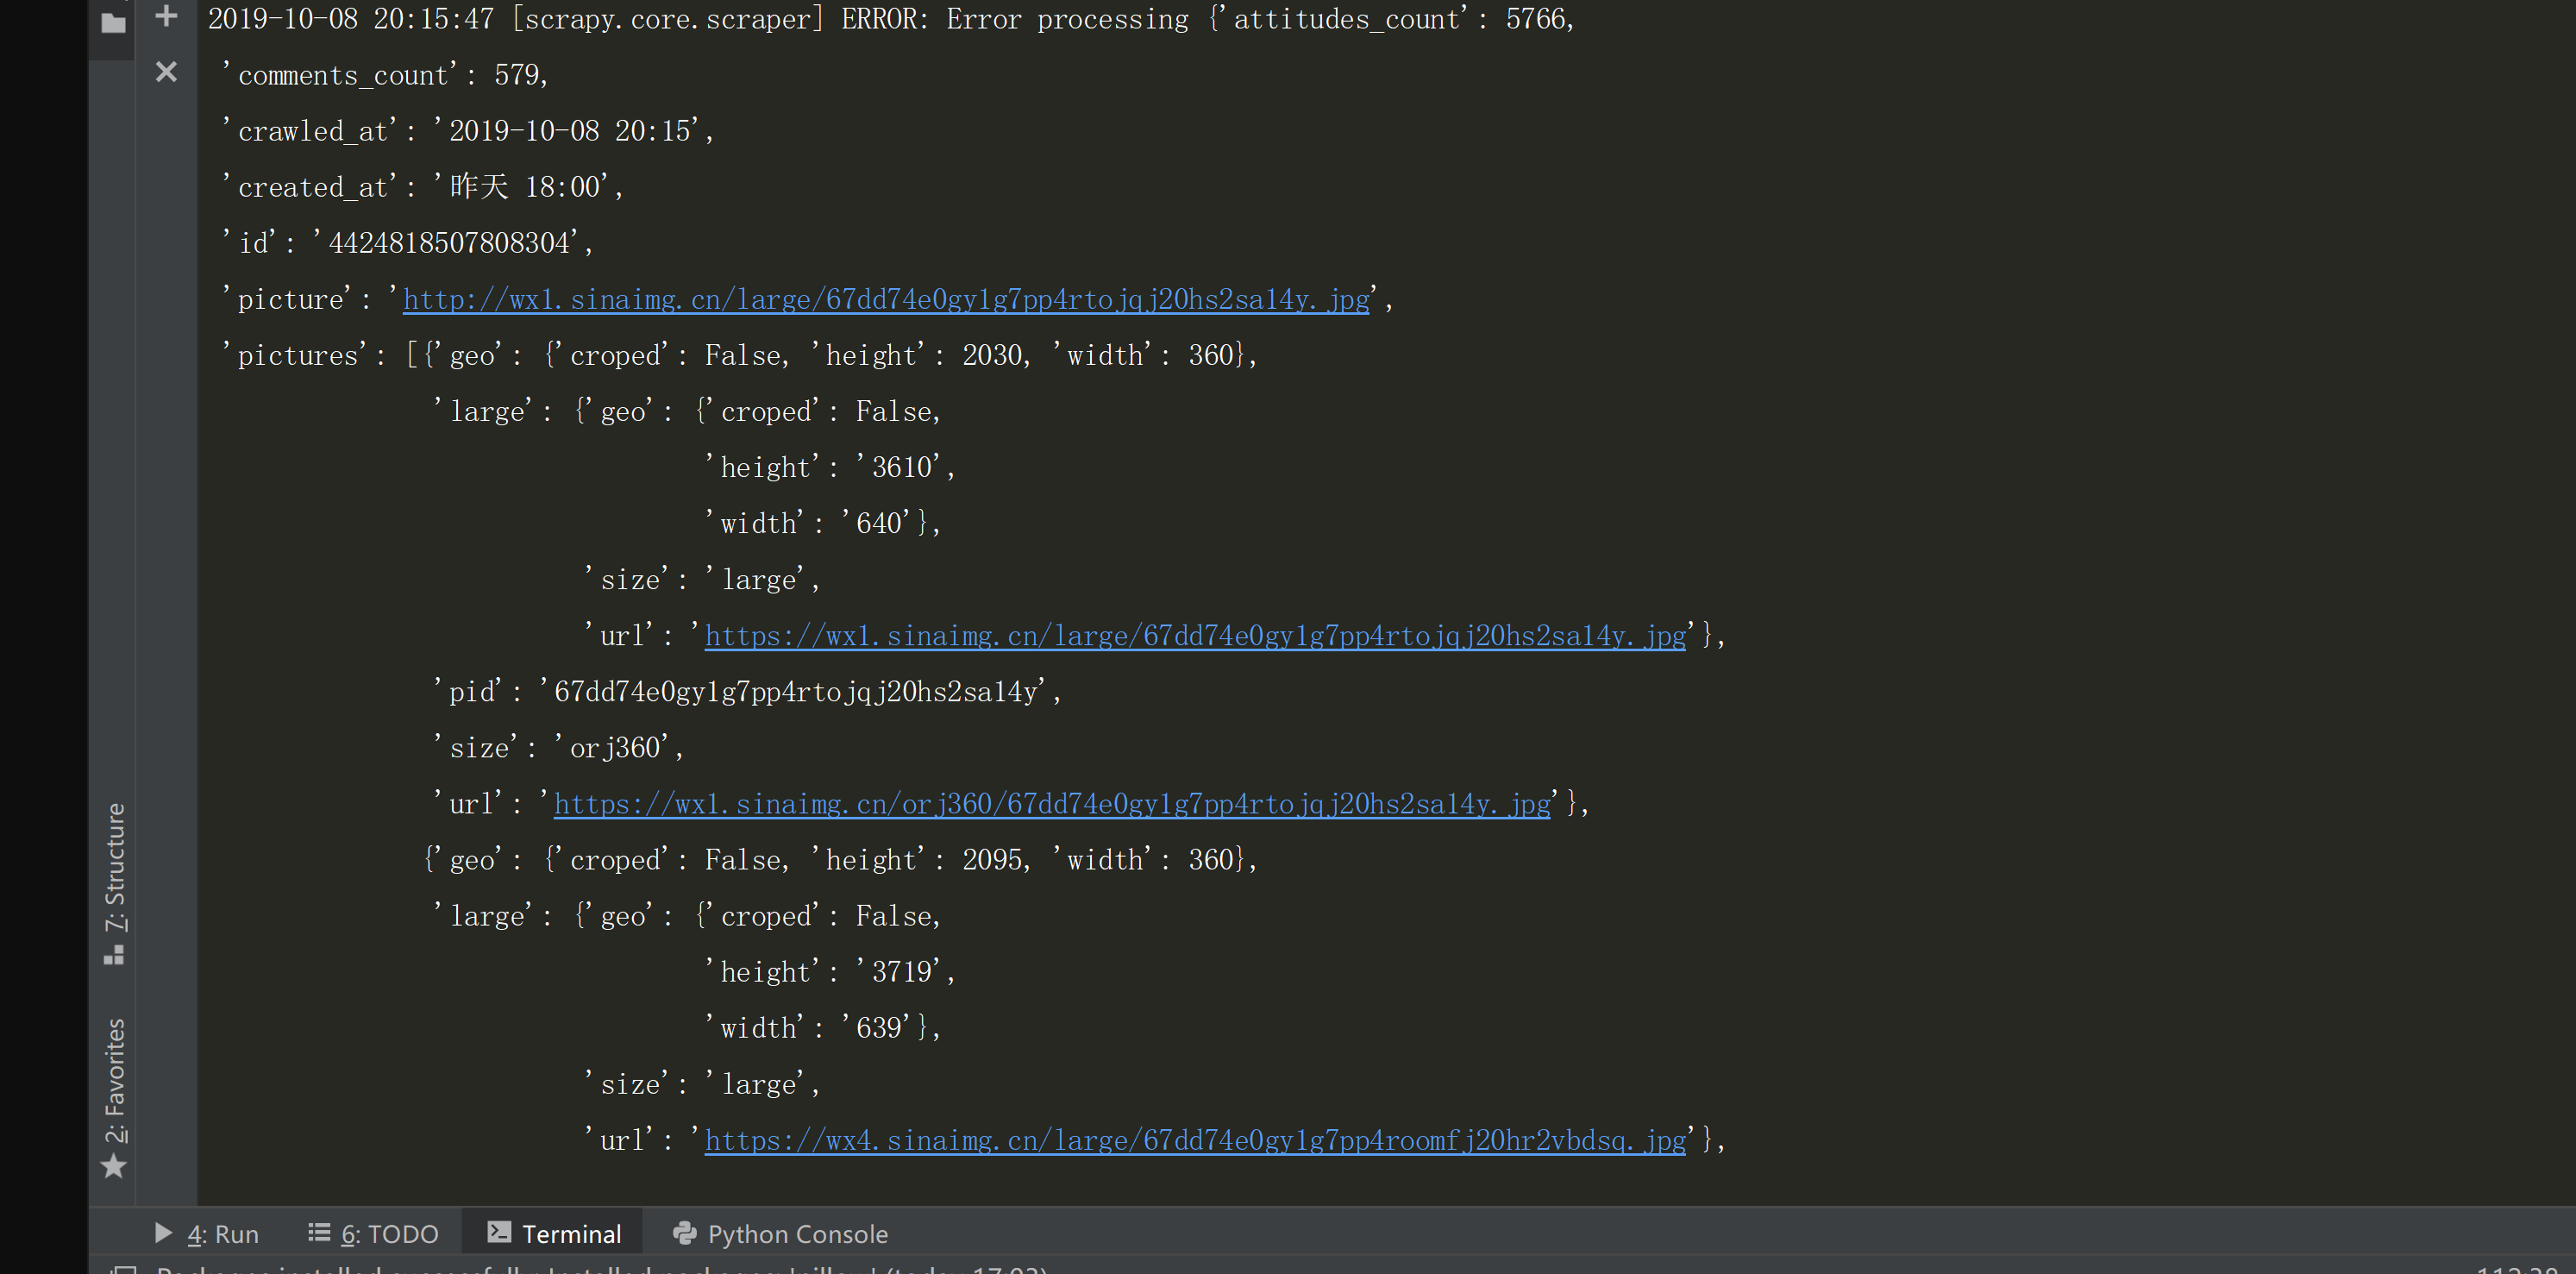 2019-10-08 20:15:47 [scrapy.core.scraper] ERROR: Error processing {'attitudes_count': 5766,
'comments_count': 579,
'crawled_at': '2019-10-08 20:15',
'created_at': '昨天 18:00',
'id': '4424818507808304',
'picture': 'http://wx1.sinaimg.cn/large/67dd74e0gy1g7pp4rtojqj20hs2sa14y.jpg',
'pictures': [{'geo': {'croped': False, 'height': 2030, 'width': 360},
'large': {'geo': {'croped': False,
'height': '3610',
'width': '640'},
'size': 'large',
'url': 'https://wx1.sinaimg.cn/large/67dd74e0gy1g7pp4rtojqj20hs2sa14y.jpg'},
'pid': '67dd74e0gy1g7pp4rtojqj20hs2sa14y',
'size': 'orj360',
'url': 'https://wx1.sinaimg.cn/orj360/67dd74e0gy1g7pp4rtojqj20hs2sa14y.jpg'},
{'geo': {'croped': False, 'height': 2095, 'width': 360},
'large': {'geo': {'croped': False,
'height': '3719',
'width': '639'},
'size': 'large',
'url': 'https://wx4.sinaimg.cn/large/67dd74e0gy1g7pp4roomfj20hr2vbdsq.jpg'},
7: Structure
2: Favorites
4: Run
6: TODO
Terminal
Python Console